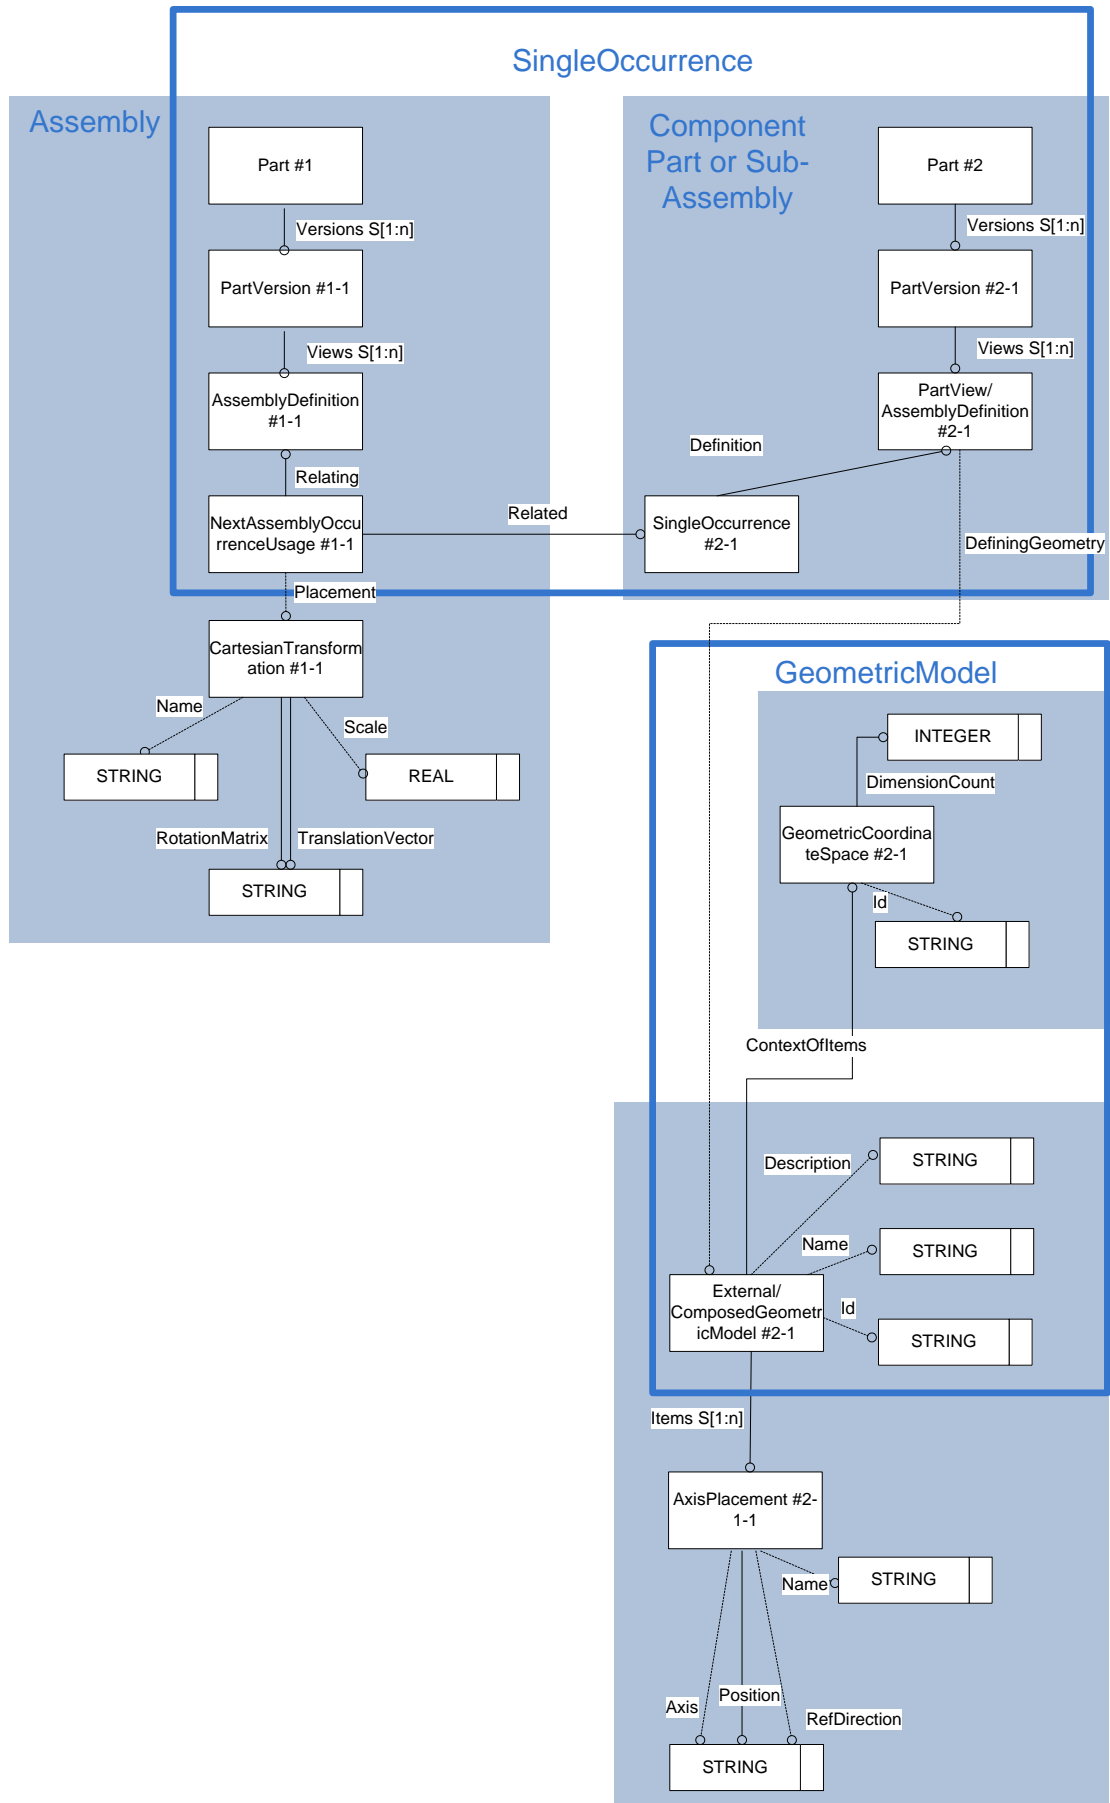 SingleOccurrence
Assembly
Component
Part or Sub-
Assembly
Part #1
Part #2
Versions S[1:n]
Versions S[1:n]
PartVersion #1-1
PartVersion #2-1
Views S[1:n]
Views S[1:n]
AssemblyDefinition
#1-1
PartView/
AssemblyDefinition
#2-1
Definition
Relating
NextAssemblyOccu
rrenceUsage #1-1
Related
SingleOccurrence
#2-1
DefiningGeometry
Placement
CartesianTransform
ation #1-1
GeometricModel
Name
Scale
STRING
REAL
INTEGER
DimensionCount
RotationMatrix
TranslationVector
GeometricCoordina
teSpace #2-1
STRING
Id
STRING
ContextOfItems
Description
STRING
Name
STRING
External/
ComposedGeometr
icModel #2-1
Id
STRING
Items S[1:n]
AxisPlacement #2-
1-1
Name
STRING
Axis
Position
RefDirection
STRING